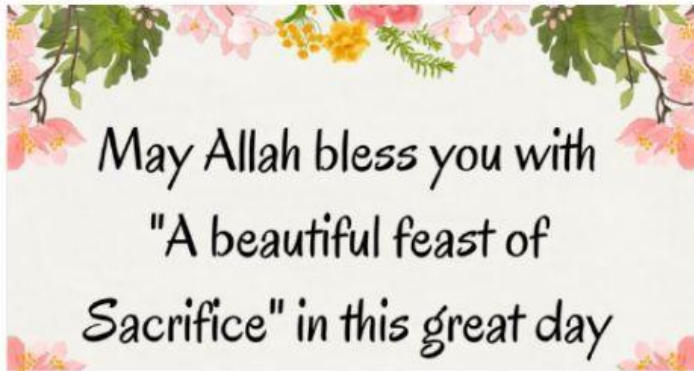 May Allah bless you with
"A beautiful feast of
Sacrifice" in this great day